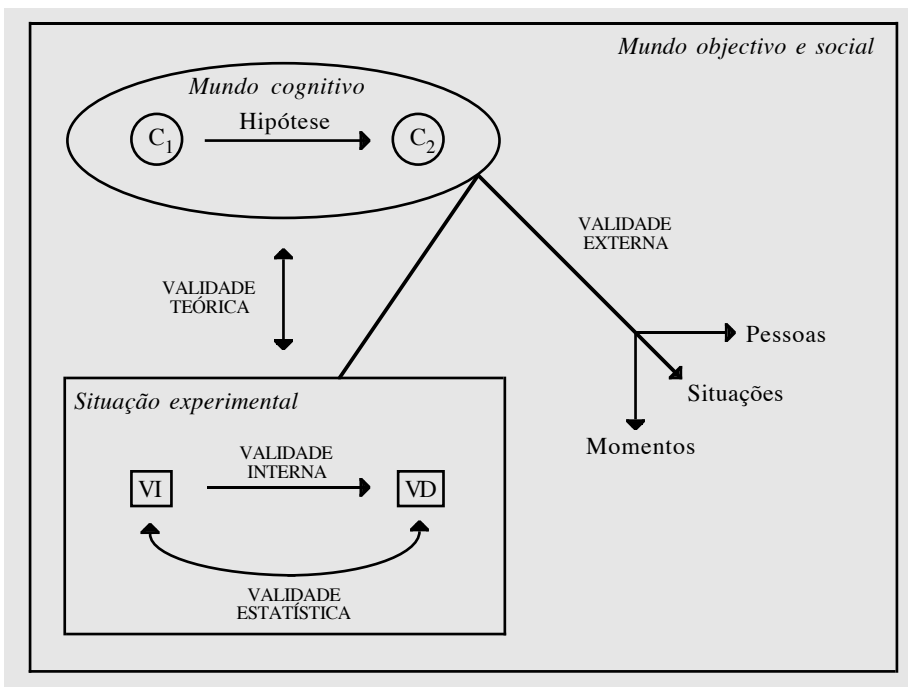 Mundo objectivo e social
Mundo cognitivo
Hipótese
C1
C2
VALIDADE
EXTERNA
VALIDADE
TEÓRICA
Pessoas
Situações
Momentos
Situação experimental
VALIDADE
INTERNA
VI
VD
VALIDADE
ESTATÍSTICA